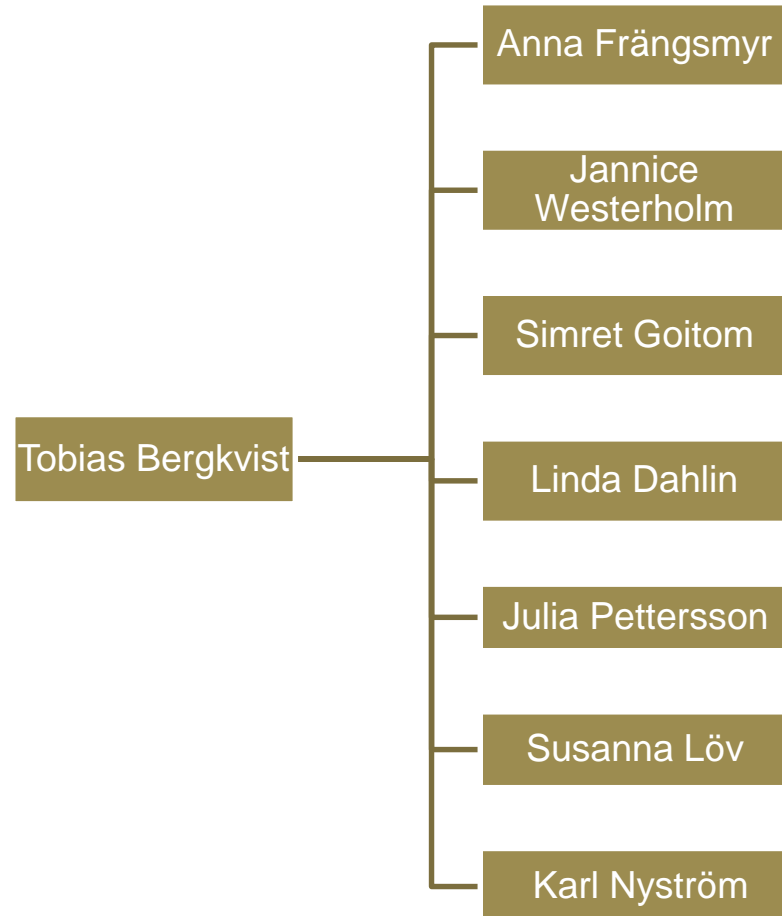 Anna Frängsmyr
Jannice
Westerholm
Simret Goitom
Tobias Bergkvist
Linda Dahlin
Julia Pettersson
Susanna Löv
Karl Nyström